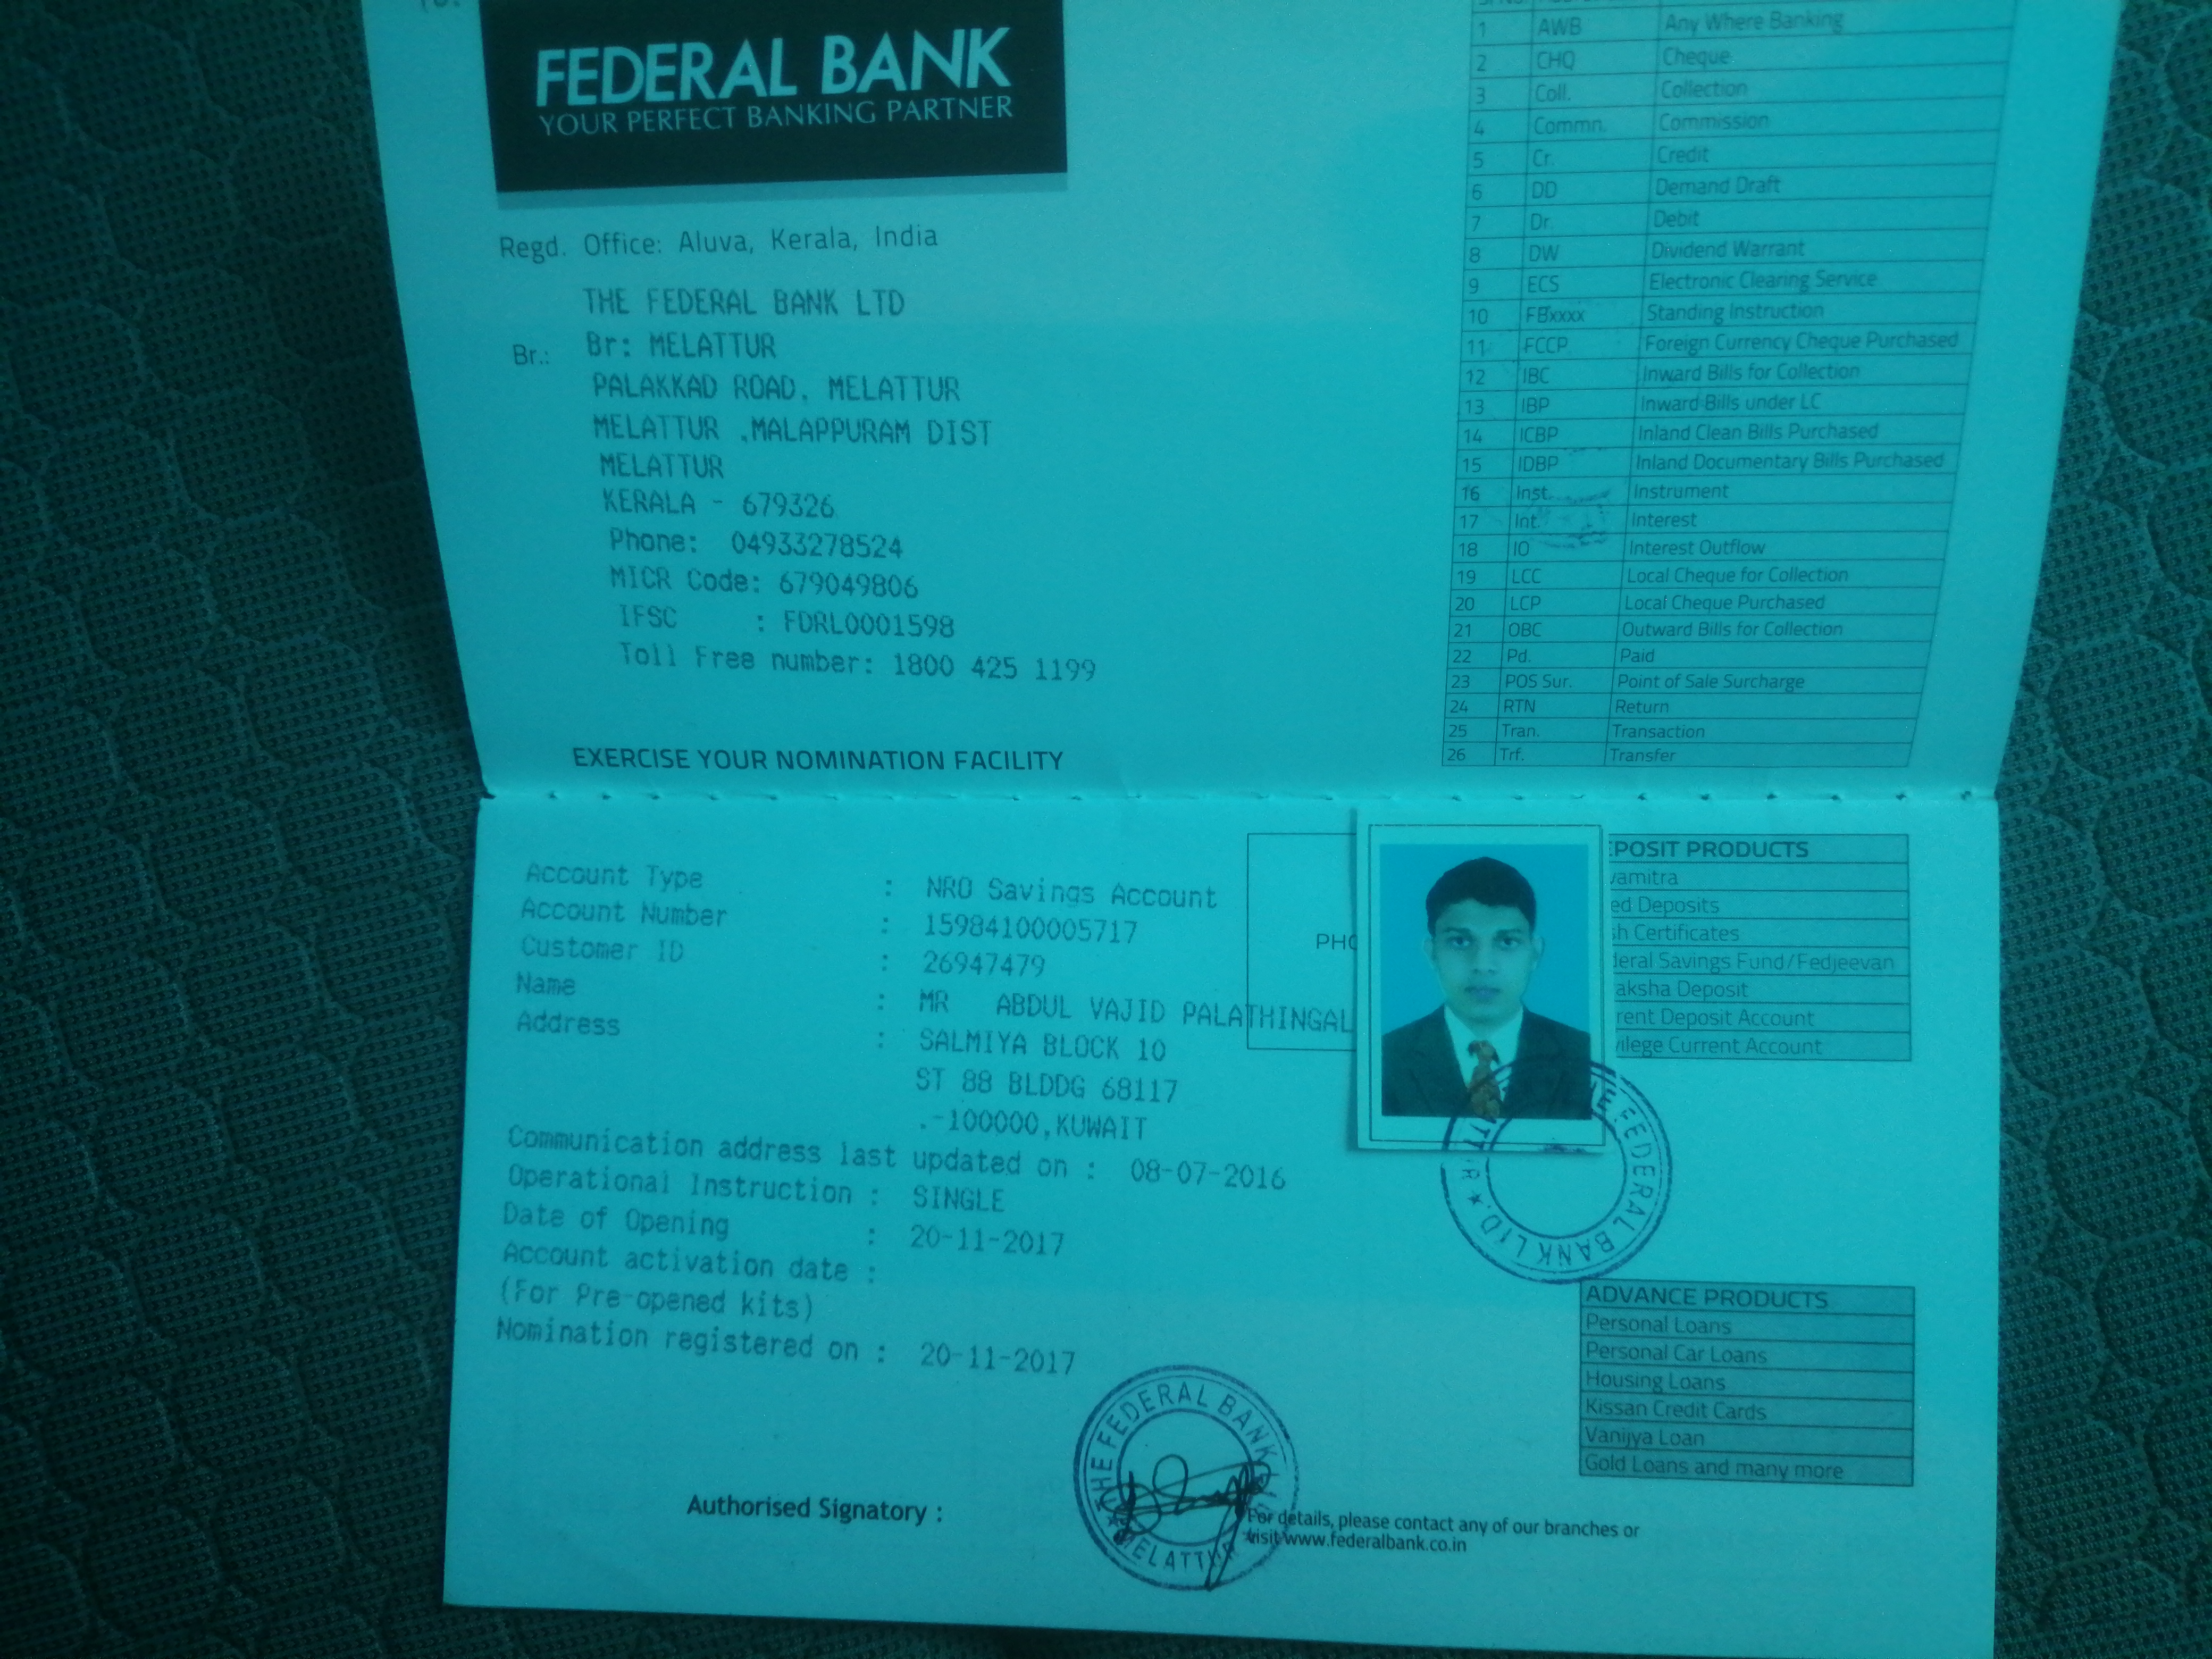 FEDERAL BANK
YOUR PERFECT BANKING PARTNER
Regd. Office: Aluva, Kerala, India
THE FEDERAL BANK LTD
Br.: Br: MELATTUR
PALAKKAD ROAD, MELATTUR
MELATTUR ,MALAPPURAM DIST
MELATTUR
KERALA - 679326
Phone: 04933278524
MICR Code: 679049806
IFSC : FDRL0001598
Toll Free number: 1800 425 1199
EXERCISE YOUR NOMINATION FACILITY
1 AWB Any Where Banking
2 CHQ Cheque
3 Coll. Collection
4 Commn. Commission
5 Cr. Credit
6 DD Demand Draft
7 Dr. Debit
8 DW Dividend Warrant
9 ECS Electronic Clearing Service
10 FBxxxx Standing Instruction
11 FCCP Foreign Currency Cheque Purchased
12 IBC Inward Bills for Collection
13 IBP Inward Bills under LC
14 ICBP Inland Clean Bills Purchased
15 IDBP Inland Documentary Bills Purchased
16 Inst. Instrument
17 Int. Interest
18 IO Interest Outflow
19 LCC Local Cheque for Collection
20 LCP Local Cheque Purchased
21 OBC Outward Bills for Collection
22 Pd. Paid
23 POS Sur. Point of Sale Surcharge
24 RTN Return
25 Tran. Transaction
26 Trf. Transfer
Account Type : NRO Savings Account
Account Number : 15984100005717
Customer ID : 26947479
Name : MR ABDUL VAJID PALATHINGAL
Address : SALMIYA BLOCK 10
ST 88 BLDDG 68117
.-100000,KUWAIT
Communication address last updated on : 08-07-2016
Operational Instruction : SINGLE
Date of Opening : 20-11-2017
Account activation date :
(For Pre-opened kits)
Nomination registered on : 20-11-2017
Authorised Signatory :
THE FEDERAL BANK LTD.
MELATTUR
POSIT PRODUCTS
amitra
ed Deposits
sh Certificates
deral Savings Fund/Fedjeevan
aksha Deposit
rent Deposit Account
vilege Current Account
THE FEDERAL BANK LTD.
ADVANCE PRODUCTS
Personal Loans
Personal Car Loans
Housing Loans
Kissan Credit Cards
Vanijya Loan
Gold Loans and many more
For details, please contact any of our branches or
visit www.federalbank.co.in